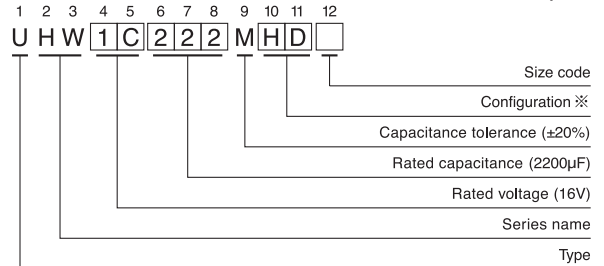 1 2 3 4 5 6 7 8 9 10 11 12
U H W 1 C 2 2 2 M H D
Size code
Configuration ※
Capacitance tolerance (±20%)
Rated capacitance (2200µF)
Rated voltage (16V)
Series name
Type